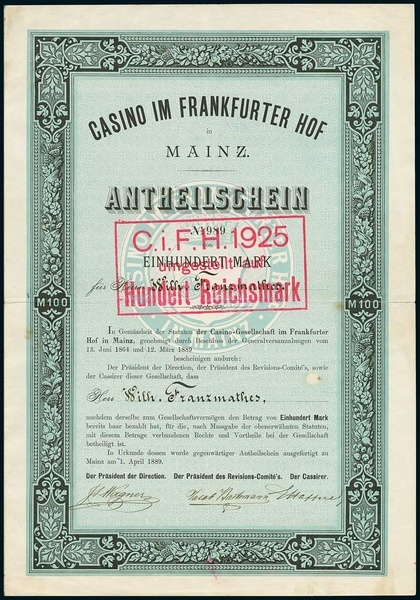 CASINO IM FRANKFURTER HOF
in
MAINZ.
ANTHEILSCHEIN
№ 989
C.i.F.H. 1925
EINHUNDERT MARK
umgestellt auf
für Herrn Wilh. Franzmathes.
Hundert Reichsmark
M100 M100
In Gemässheit der Statuten der Casino-Gesellschaft im Frankfurter
Hof in Mainz, genehmigt durch Beschluss der Generalversammlungen vom
13. Juni 1864 und 12. März 1889
bescheinigen andurch:
Der Präsident der Direction, der Präsident des Revisions-Comité's, sowie
der Cassirer dieser Gesellschaft, dass
Herr Wilh. Franzmathes,
nachdem derselbe zum Gesellschaftsvermögen den Betrag von Einhundert Mark
bereits baar bezahlt hat, für die, nach Massgabe der obenerwähnten Statuten,
mit diesem Betrage verbundenen Rechte und Vortheile bei der Gesellschaft
betheiligt ist.
In Urkunde dessen wurde gegenwärtiger Antheilschein ausgefertigt zu
Mainz am 1. April 1889.
Der Präsident der Direction. Der Präsident des Revisions-Comité's. Der Cassirer.